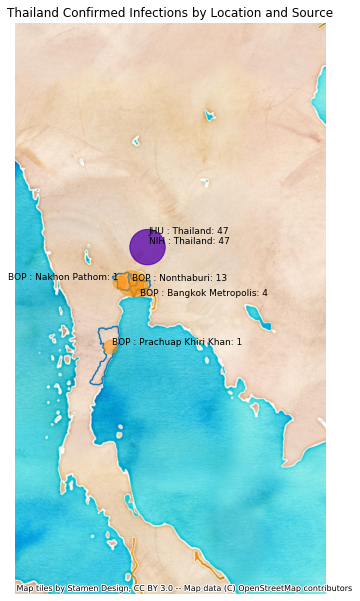 Thailand Confirmed Infections by Location and Source
JHU : Thailand: 47
NIH : Thailand: 47
BOP : Nakhon Pathom: 1
BOP : Nonthaburi: 13
BOP : Bangkok Metropolis: 4
BOP : Prachuap Khiri Khan: 1
Map tiles by Stamen Design, CC BY 3.0 -- Map data (C) OpenStreetMap contributors